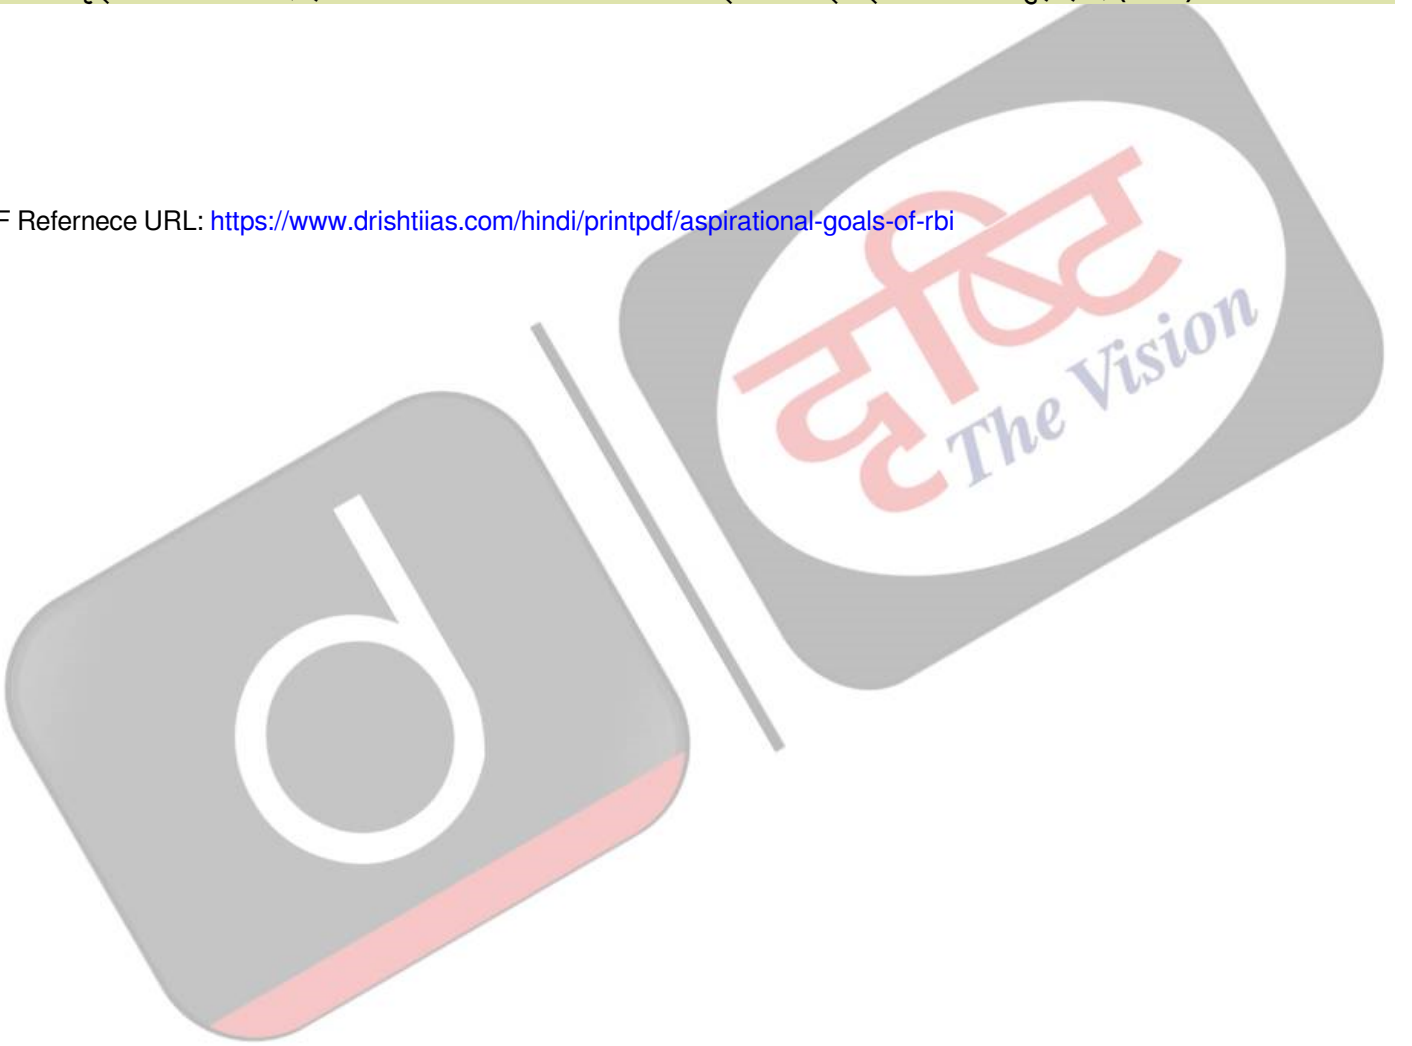 F Refernece URL: https://www.drishtiias.com/hindi/printpdf/aspirational-goals-of-rbi
दृष्टि
The Vision
d